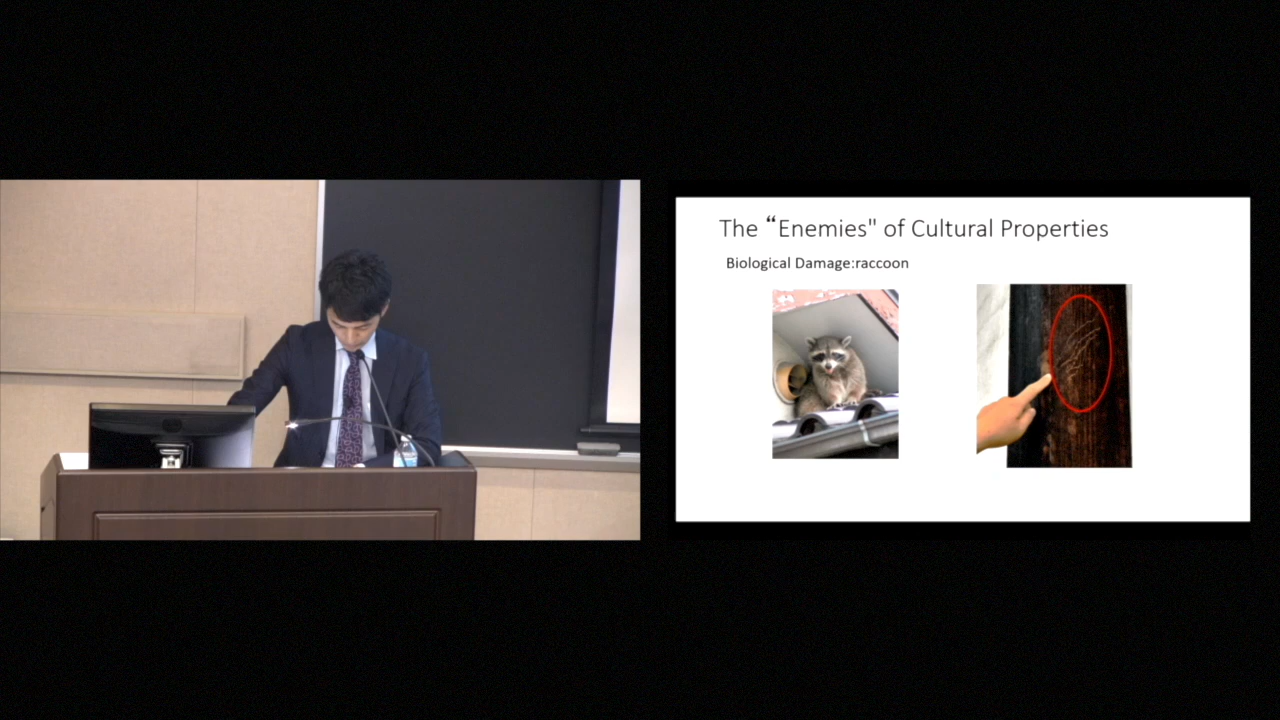 The “Enemies" of Cultural Properties
Biological Damage:raccoon